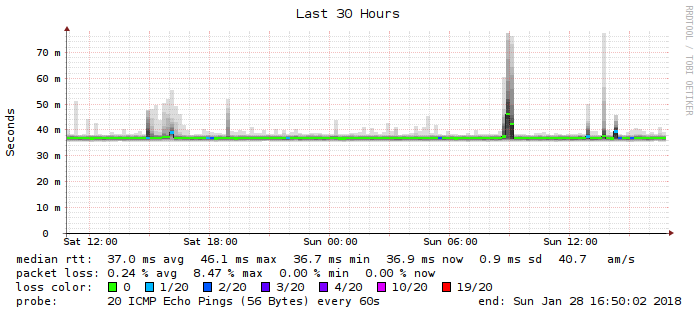 Last 30 Hours
RRDTOOL / TOBI OETIKER
Seconds
70 m
60 m
50 m
40 m
30 m
20 m
10 m
0
Sat 12:00 Sat 18:00 Sun 00:00 Sun 06:00 Sun 12:00
median rtt: 37.0 ms avg 46.1 ms max 36.7 ms min 36.9 ms now 0.9 ms sd 40.7 am/s
packet loss: 0.24 % avg 8.47 % max 0.00 % min 0.00 % now
loss color: 0 1/20 2/20 3/20 4/20 10/20 19/20
probe: 20 ICMP Echo Pings (56 Bytes) every 60s end: Sun Jan 28 16:50:02 2018